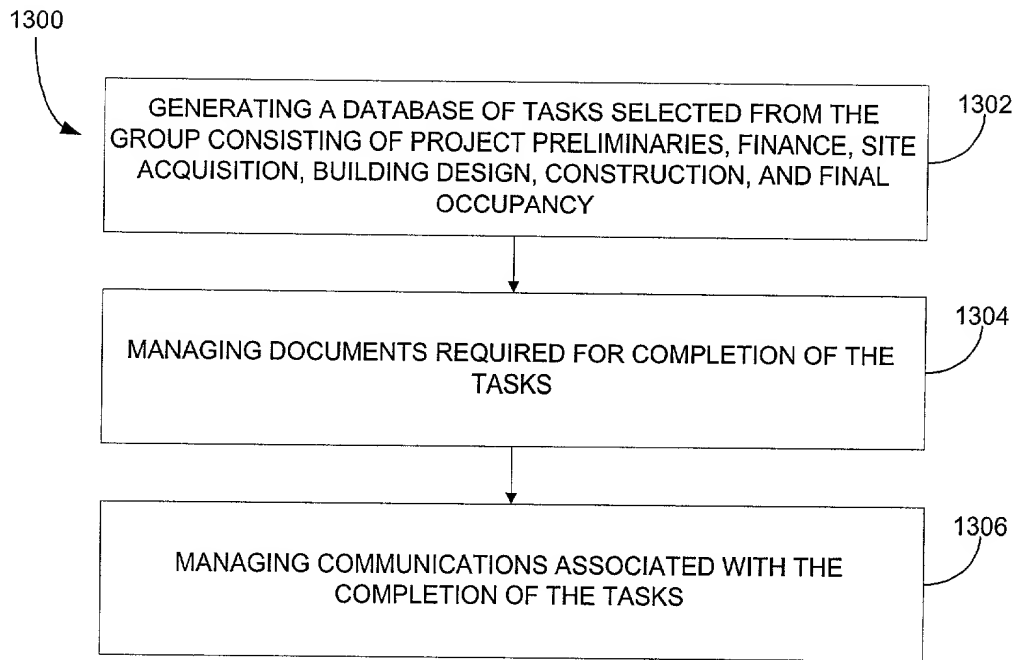 1300
GENERATING A DATABASE OF TASKS SELECTED FROM THE
GROUP CONSISTING OF PROJECT PRELIMINARIES, FINANCE, SITE
ACQUISITION, BUILDING DESIGN, CONSTRUCTION, AND FINAL
OCCUPANCY
1302
MANAGING DOCUMENTS REQUIRED FOR COMPLETION OF THE
TASKS
1304
MANAGING COMMUNICATIONS ASSOCIATED WITH THE
COMPLETION OF THE TASKS
1306